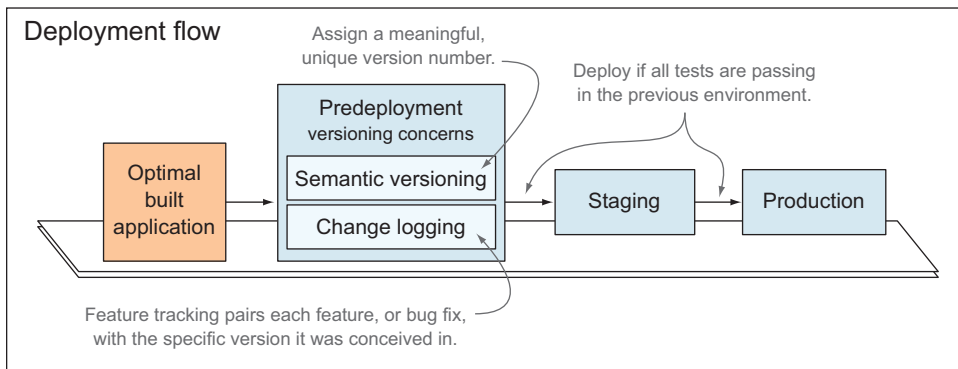 Deployment flow
Assign a meaningful,
unique version number.
Deploy if all tests are passing
in the previous environment.
Predeployment
versioning concerns
Optimal
built
application
Semantic versioning
Change logging
Staging
Production
Feature tracking pairs each feature, or bug fix,
with the specific version it was conceived in.